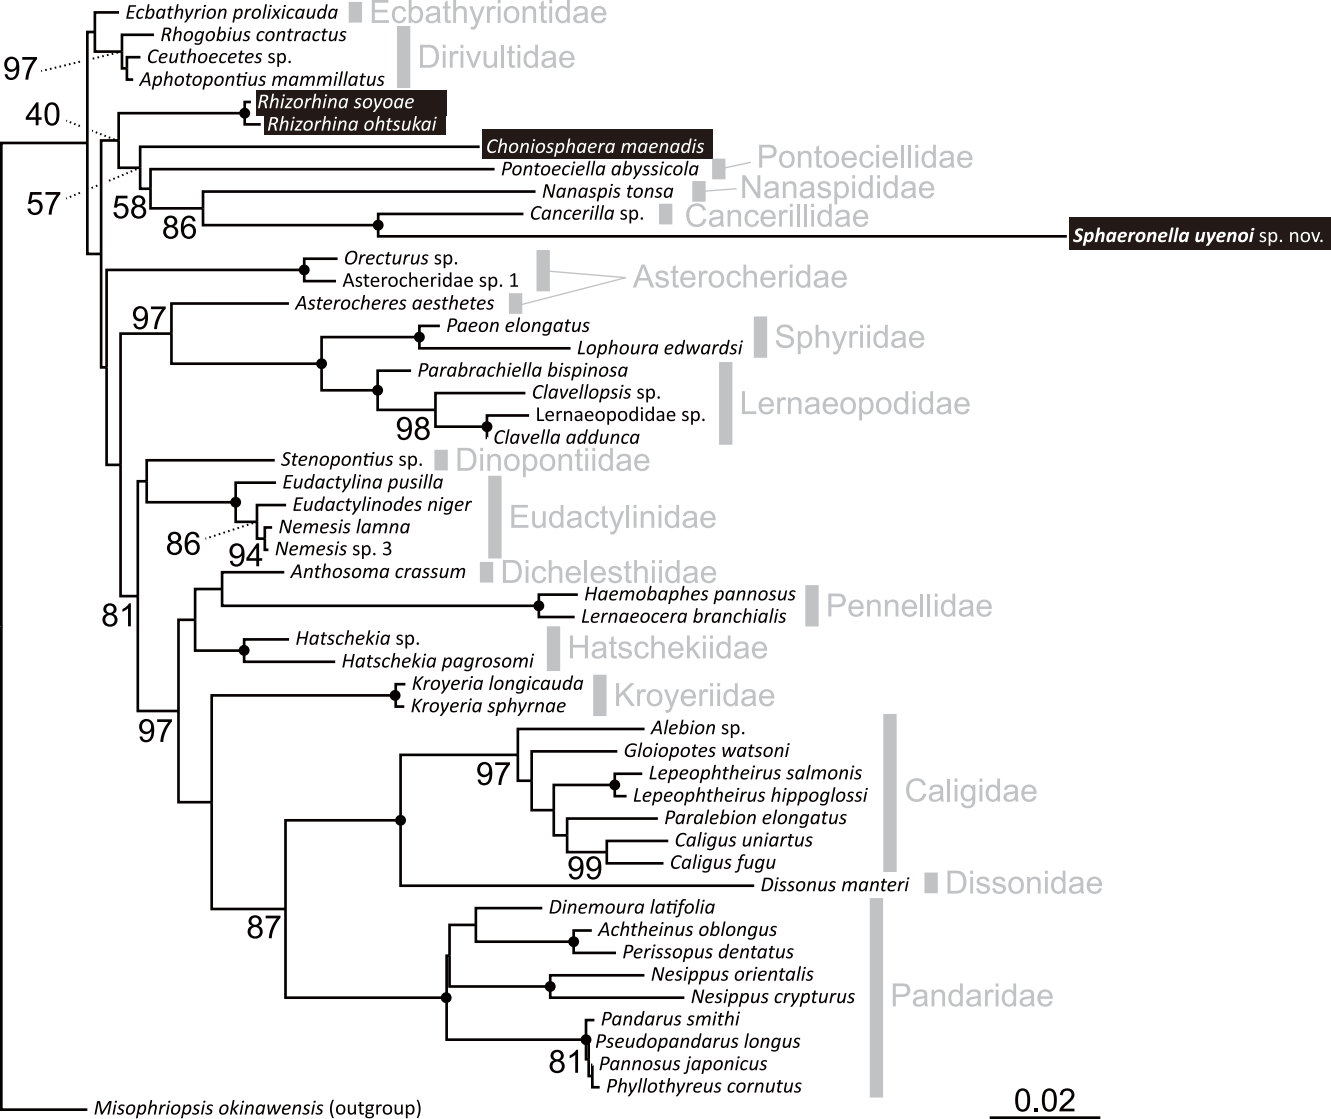 Ecbathyrion prolixicauda Ecbathyriontidae
Rhogobius contractus
Ceuthoecetes sp. Dirivultidae
97
Aphotopontius mammillatus
Rhizorhina soyoae
40
Rhizorhina ohtsukai
Choniosphaera maenadis
Pontoeciella abyssicola Pontoeciellidae
57
Nanaspis tonsa Nanaspididae
58
Cancerilla sp. Cancerillidae
86
Sphaeronella uyenoi sp. nov.
Orecturus sp.
Asterocheridae sp. 1 Asterocheridae
Asterocheres aesthetes
97
Paeon elongatus
Lophoura edwardsi Sphyriidae
Parabrachiella bispinosa
Clavellopsis sp.
Lernaeopodidae sp. Lernaeopodidae
98
Clavella addunca
Stenopontius sp. Dinopontiidae
Eudactylina pusilla
Eudactylinodes niger
Nemesis lamna Eudactylinidae
86
94
Nemesis sp. 3
Anthosoma crassum Dichelesthiidae
Haemobaphes pannosus
Lernaeocera branchialis Pennellidae
81
Hatschekia sp.
Hatschekia pagrosomi Hatschekiidae
Kroyeria longicauda
Kroyeria sphyrnae Kroyeriidae
97
Alebion sp.
Gloiopotes watsoni
97
Lepeophtheirus salmonis
Lepeophtheirus hippoglossi Caligidae
Paralebion elongatus
Caligus uniartus
Caligus fugu
99
Dissonus manteri Dissonidae
Dinemoura latifolia
87
Achtheinus oblongus
Perissopus dentatus
Nesippus orientalis
Nesippus crypturus Pandaridae
Pandarus smithi
Pseudopandarus longus
81
Pannosus japonicus
Phyllothyreus cornutus
Misophriopsis okinawensis (outgroup)
0.02